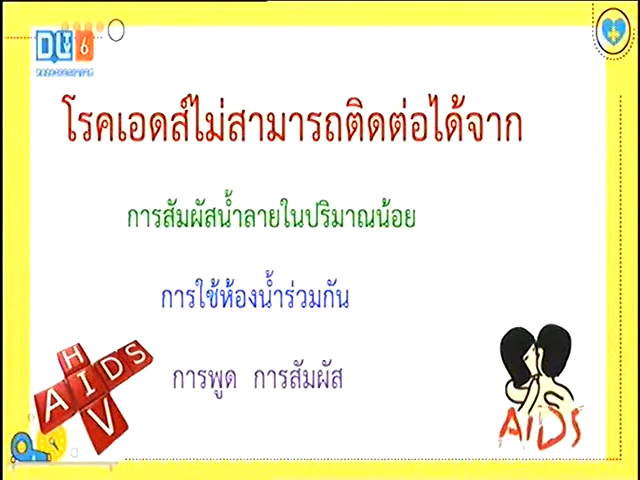 DL 6
โรคเอดส์ไม่สามารถติดต่อได้จาก
การสัมผัสน้ำลายในปริมาณน้อย
การใช้ห้องน้ำร่วมกัน
การพูด การสัมผัส
HIV
AIDS
AIDS